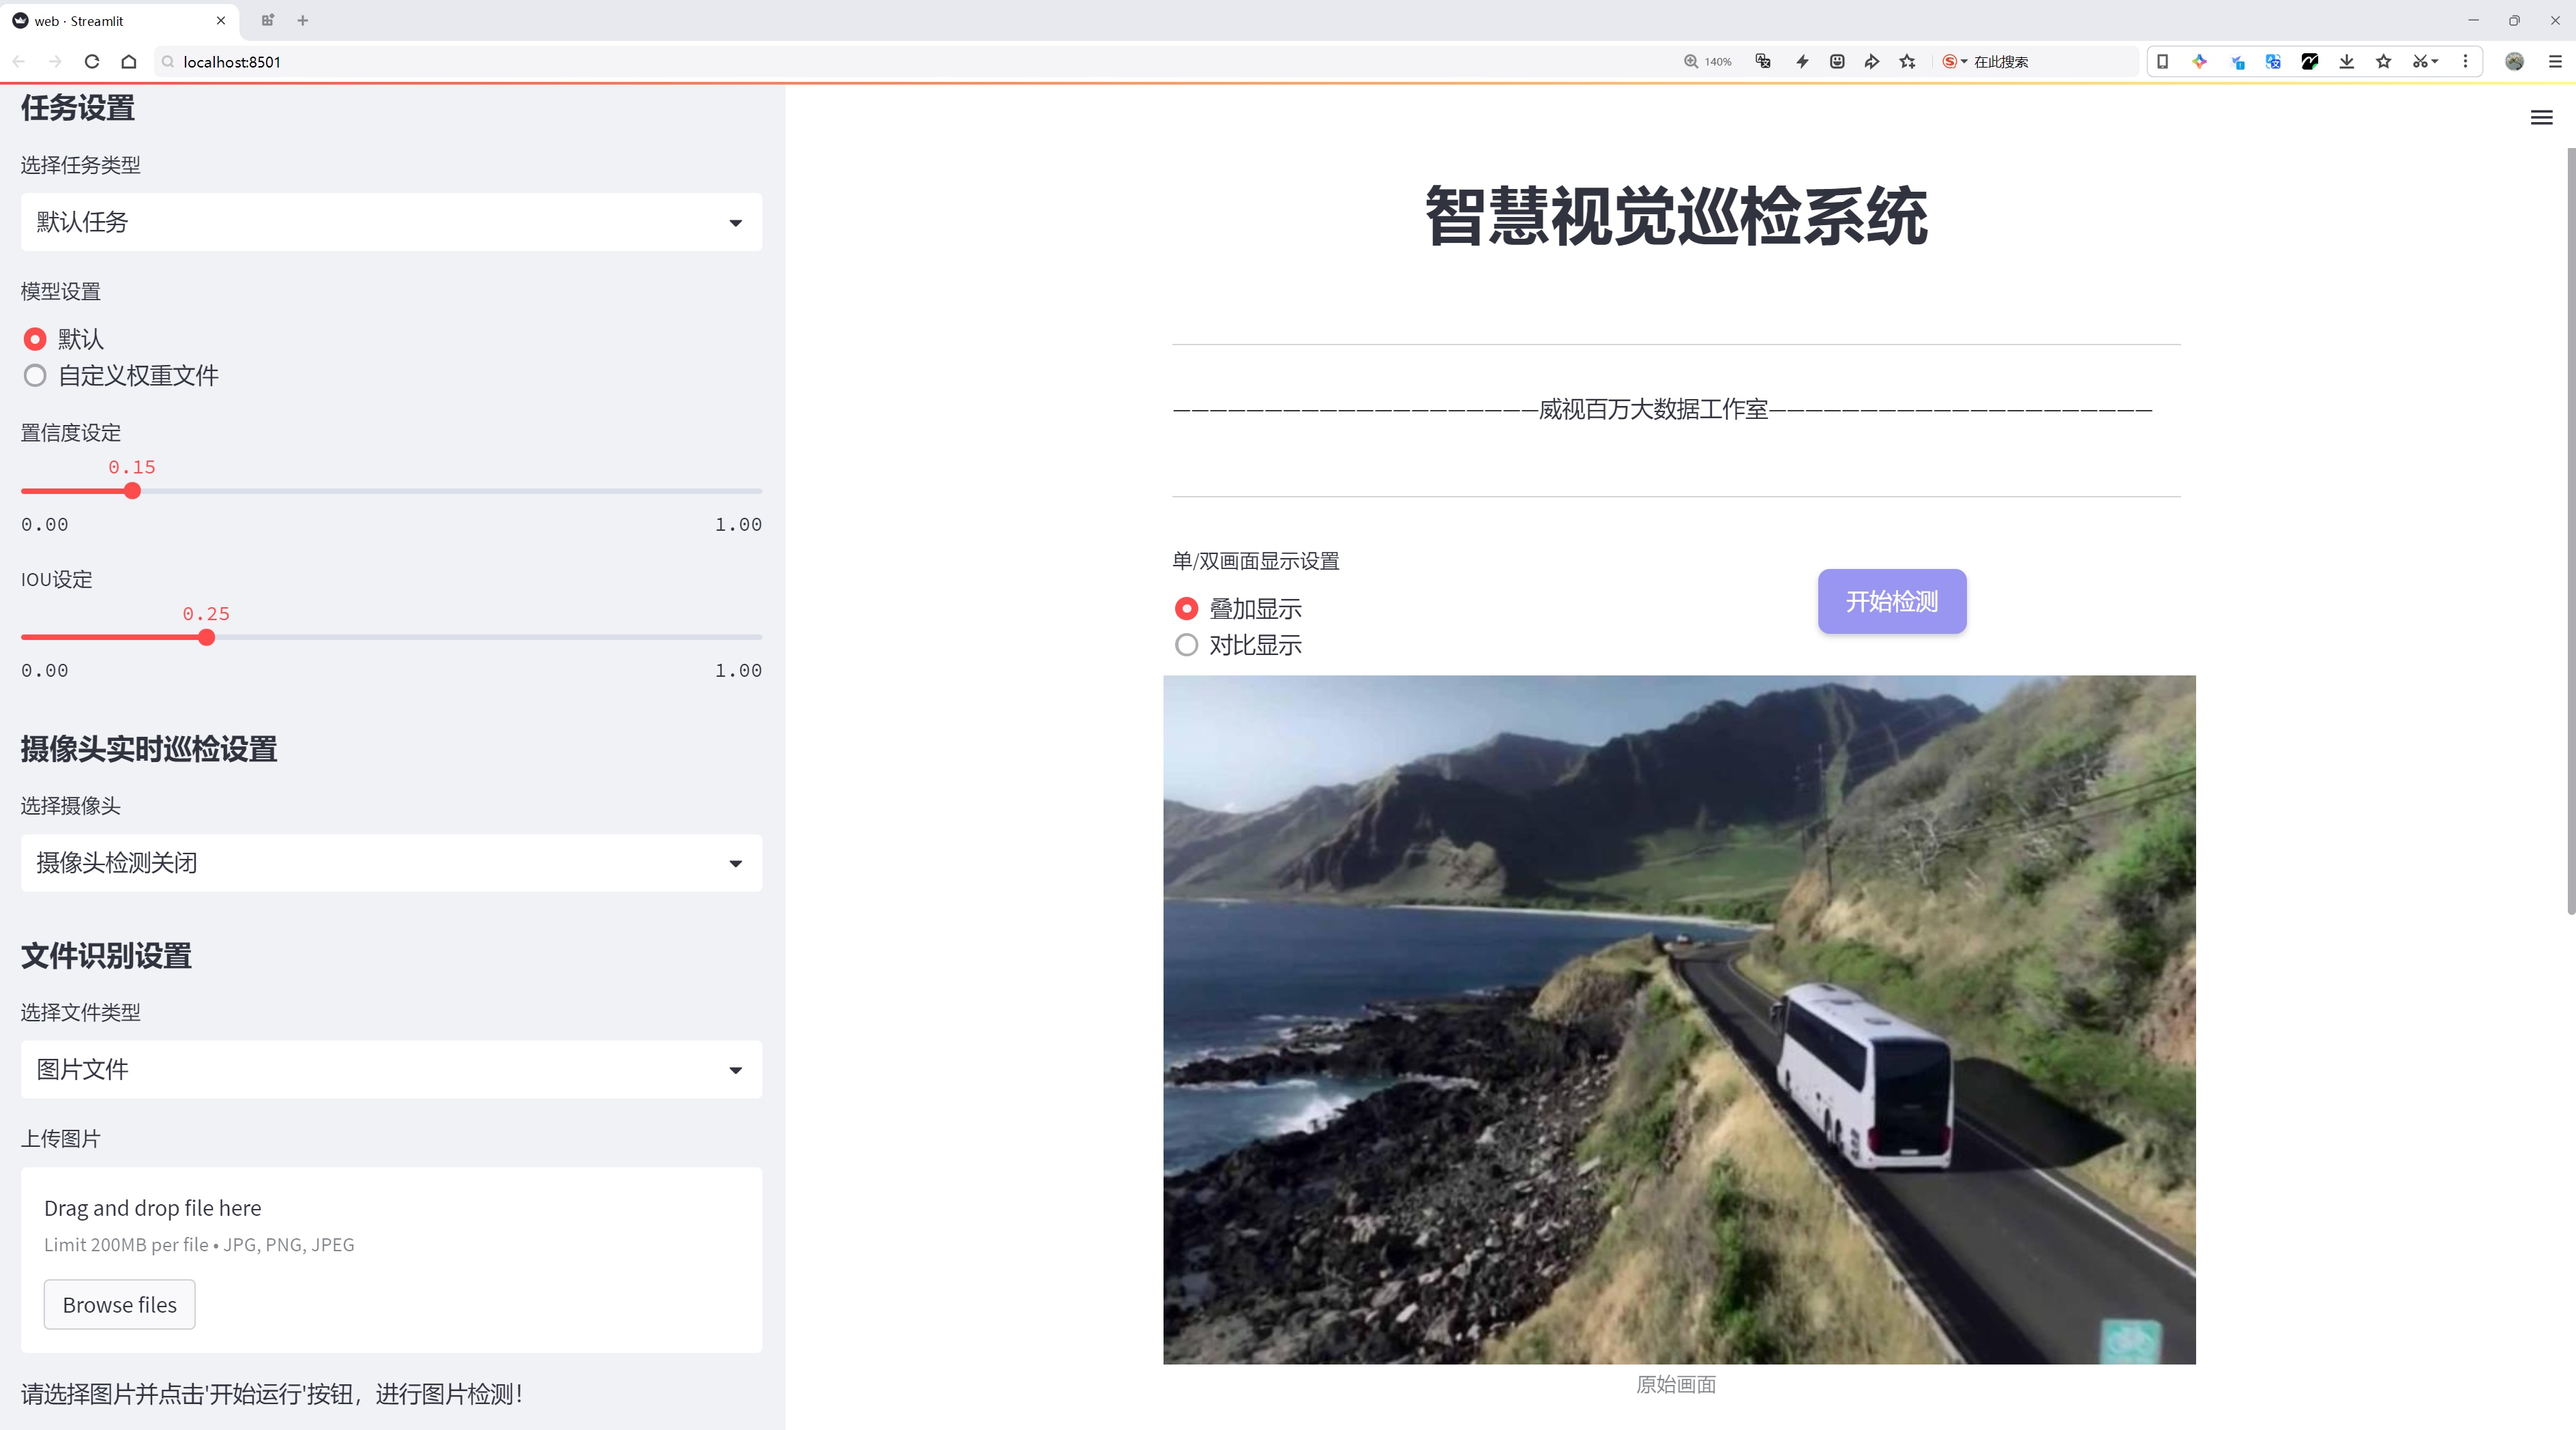 web · Streamlit
localhost:8501
140%
在此搜索
任务设置
选择任务类型
默认任务
模型设置
默认
自定义权重文件
置信度设定
0.15
0.00 1.00
IOU设定
0.25
0.00 1.00
摄像头实时巡检设置
选择摄像头
摄像头检测关闭
文件识别设置
选择文件类型
图片文件
上传图片
Drag and drop file here
Limit 200MB per file • JPG, PNG, JPEG
Browse files
请选择图片并点击'开始运行'按钮，进行图片检测！
智慧视觉巡检系统
————————————————————威视百万大数据工作室—————————————————————
单/双画面显示设置
叠加显示
对比显示
开始检测
原始画面